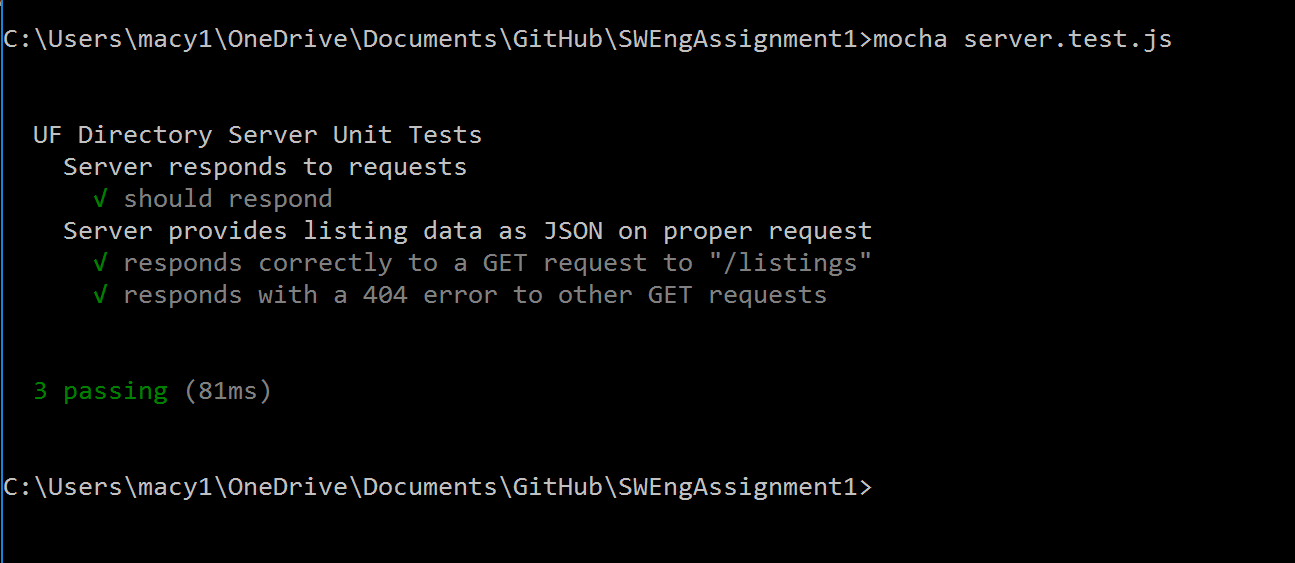 C:\Users\macy1\OneDrive\Documents\GitHub\SWEngAssignment1>mocha server.test.js
UF Directory Server Unit Tests
Server responds to requests
√ should respond
Server provides listing data as JSON on proper request
√ responds correctly to a GET request to "/listings"
√ responds with a 404 error to other GET requests
3 passing (81ms)
C:\Users\macy1\OneDrive\Documents\GitHub\SWEngAssignment1>